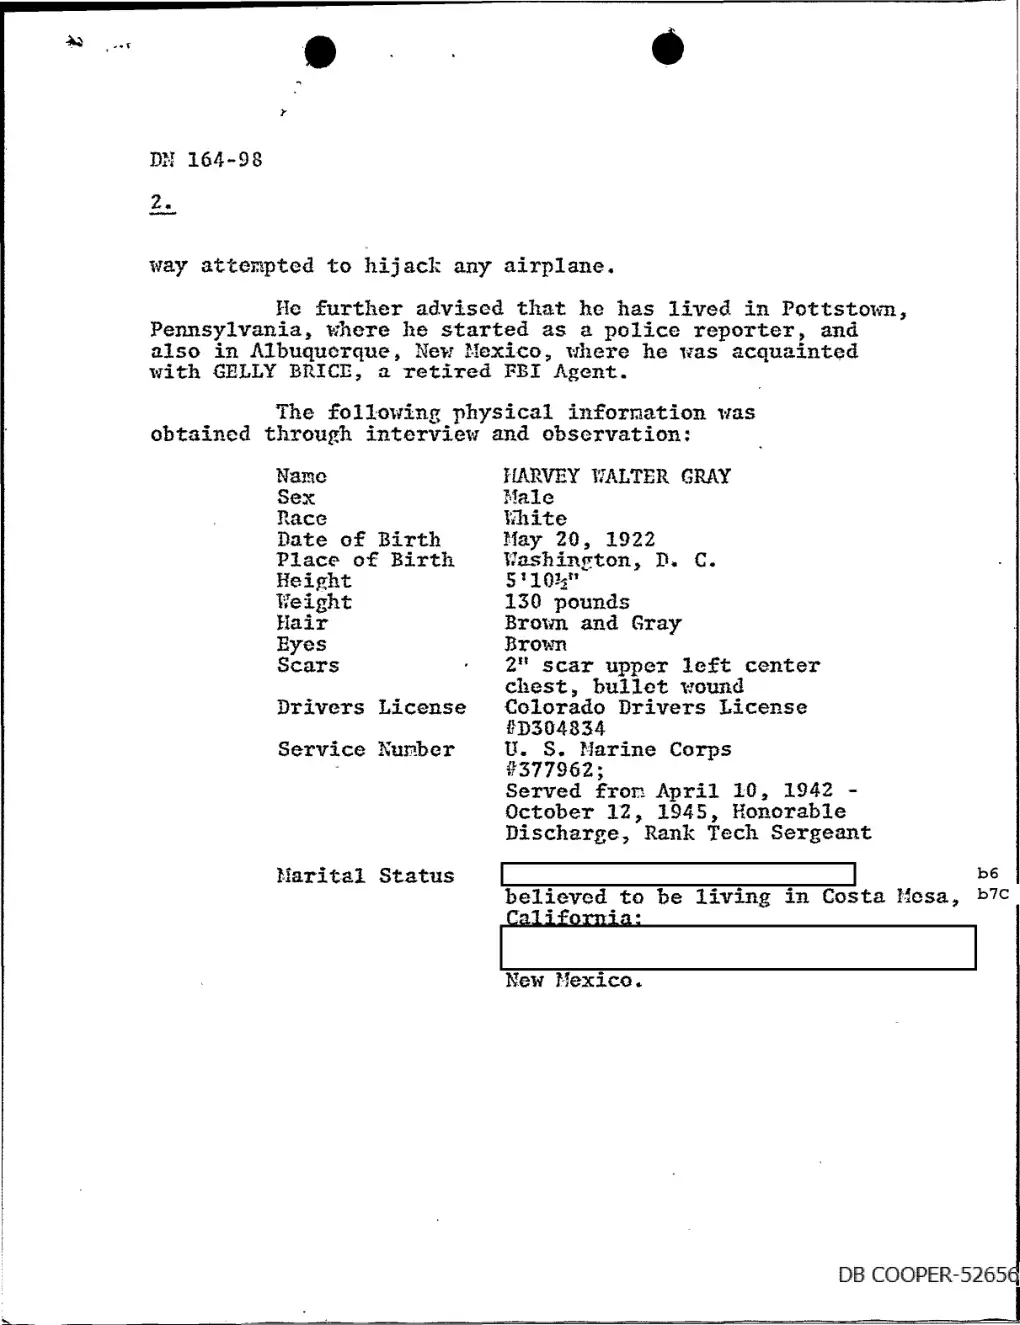 DN 164-98
2.
way attempted to hijack any airplane.
He further advised that he has lived in Pottstown,
Pennsylvania, where he started as a police reporter, and
also in Albuquerque, New Mexico, where he was acquainted
with GELLY BRICE, a retired FBI Agent.
The following physical information was
obtained through interview and observation:
Name HARVEY WALTER GRAY
Sex Male
Race White
Date of Birth May 20, 1922
Place of Birth Washington, D. C.
Height 5'10½"
Weight 130 pounds
Hair Brown and Gray
Eyes Brown
Scars 2" scar upper left center
chest, bullet wound
Drivers License Colorado Drivers License
#D304834
Service Number U. S. Marine Corps
#377962;
Served from April 10, 1942 -
October 12, 1945, Honorable
Discharge, Rank Tech Sergeant
Marital Status b6
believed to be living in Costa Mesa, b7C
California;
New Mexico.
DB COOPER-52656